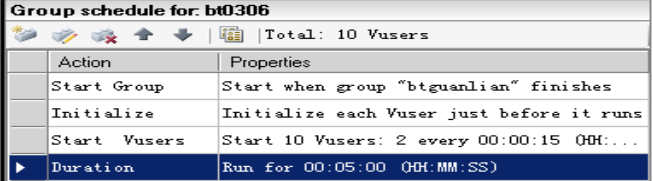 Group schedule for: bt0306
Total: 10 Vusers
Action Properties
Start Group Start when group "btguanlian" finishes
Initialize Initialize each Vuser just before it runs
Start Vusers Start 10 Vusers: 2 every 00:00:15 (HH:...
Duration Run for 00:05:00 (HH:MM:SS)